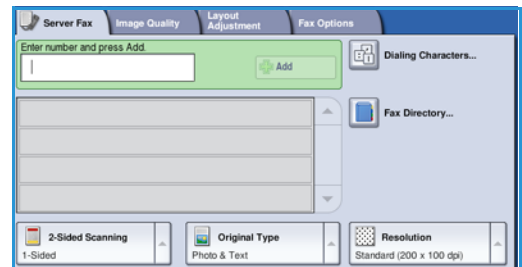 Server Fax
Image Quality
Layout
Adjustment
Fax Options
Enter number and press Add.
Add
Dialing Characters...
Fax Directory...
2-Sided Scanning
1-Sided
Original Type
Photo & Text
Resolution
Standard (200 x 100 dpi)